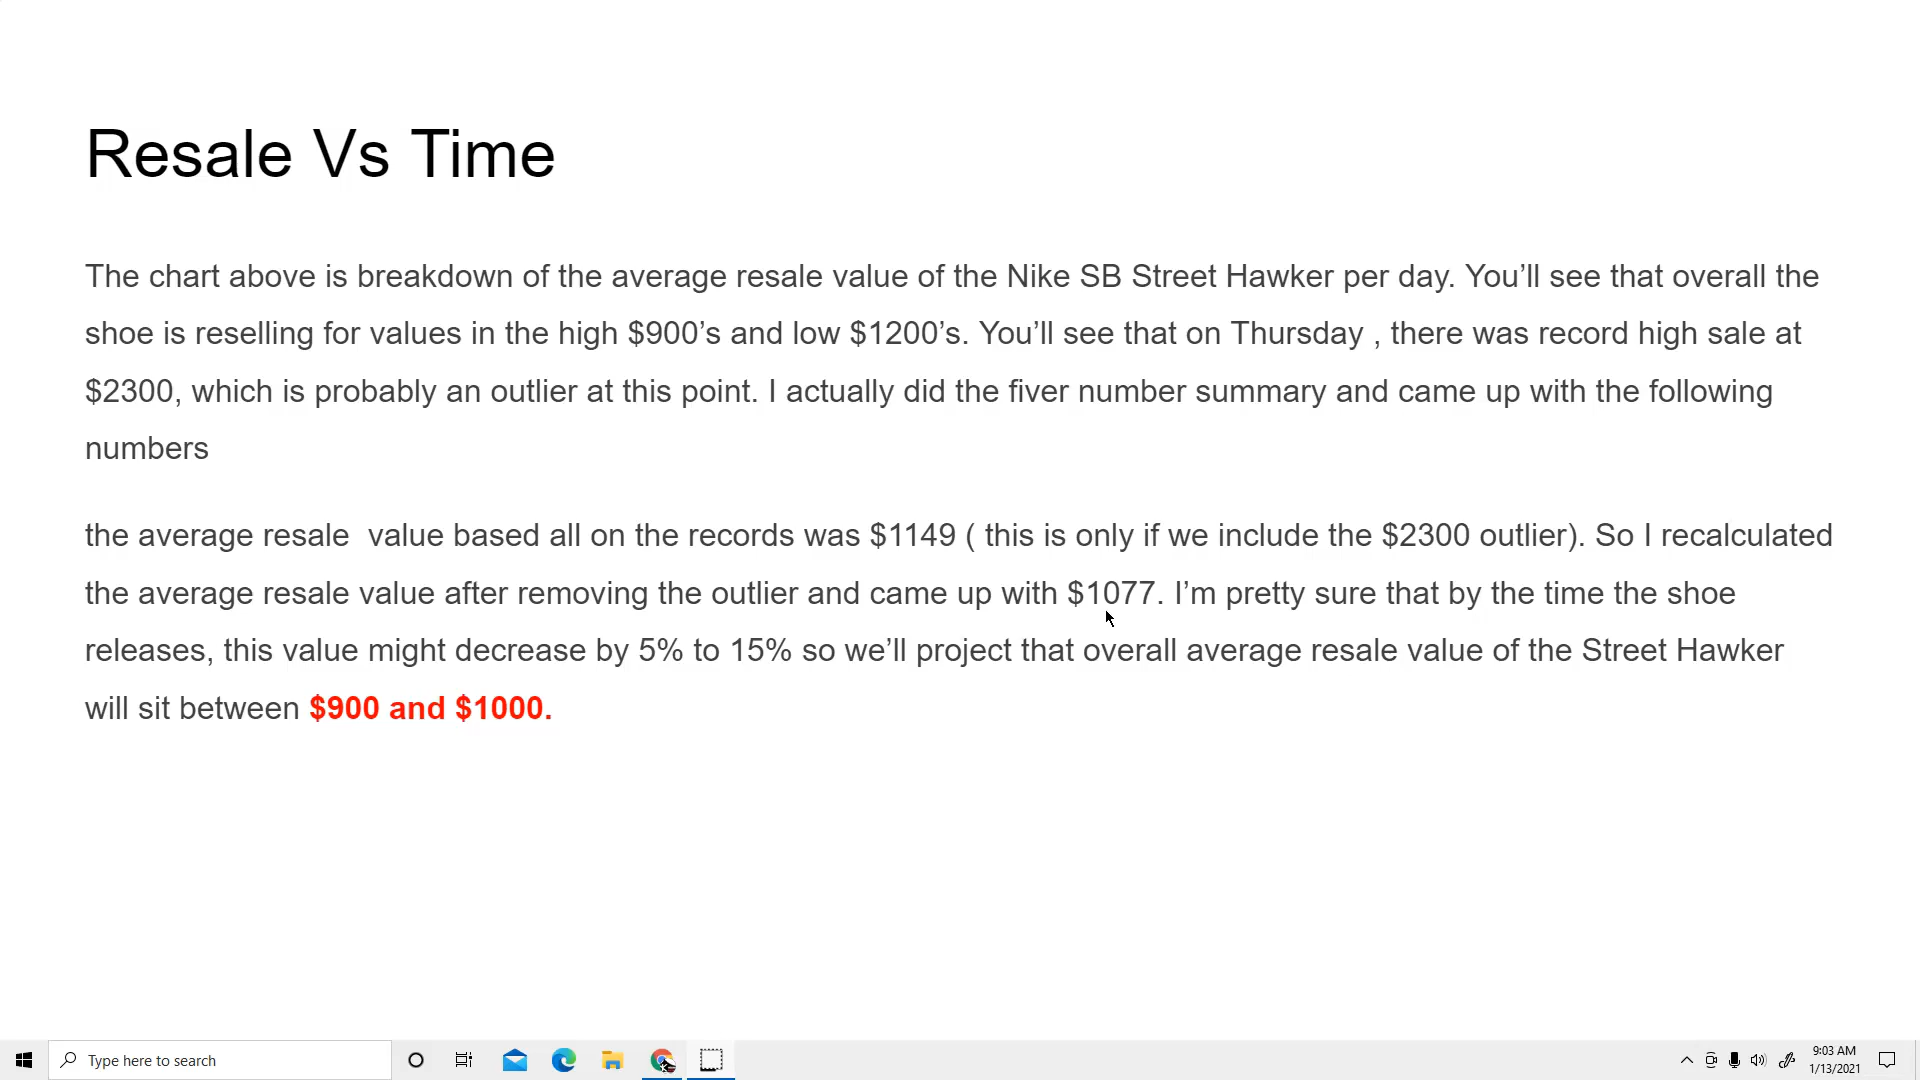 Resale Vs Time
The chart above is breakdown of the average resale value of the Nike SB Street Hawker per day. You’ll see that overall the
shoe is reselling for values in the high $900’s and low $1200’s. You’ll see that on Thursday , there was record high sale at
$2300, which is probably an outlier at this point. I actually did the fiver number summary and came up with the following
numbers
the average resale  value based all on the records was $1149 ( this is only if we include the $2300 outlier). So I recalculated
the average resale value after removing the outlier and came up with $1077. I’m pretty sure that by the time the shoe
releases, this value might decrease by 5% to 15% so we’ll project that overall average resale value of the Street Hawker
will sit between $900 and $1000.
Type here to search
9:03 AM
1/13/2021